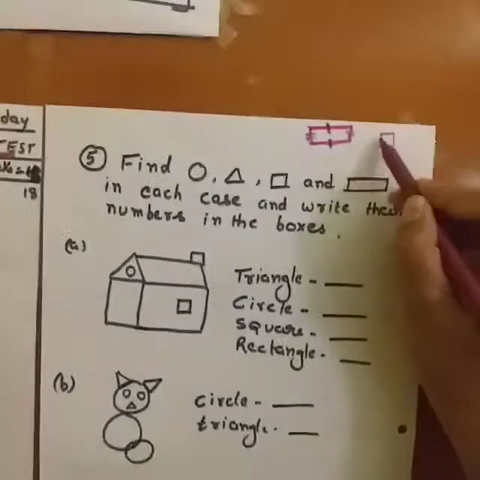 day
EST
18
⑤ Find ○, △, □ and ▭
in each case and write their
numbers in the boxes.
(a)
Triangle - ___
Circle - ___
Square - ___
Rectangle - ___
(b)
Circle - ___
triangle - ___